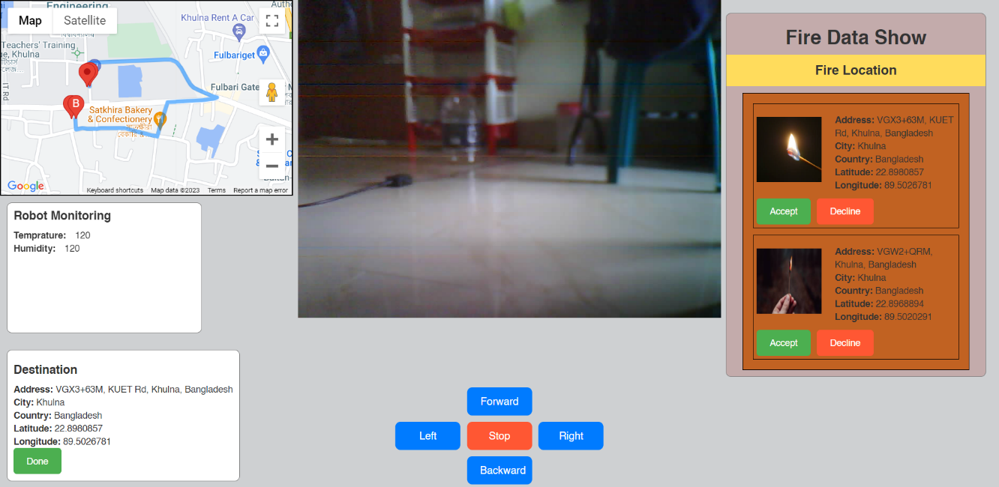 Engineering
Map
Satellite
Khulna Rent A Car
Teachers' Training
ge, Khulna
Fulbariget
IT Rd
Fulbari Gate
B
Satkhira Bakery
& Confectionery
Google
Keyboard shortcuts
Map data ©2023
Terms
Report a map error
Robot Monitoring
Temprature: 120
Humidity: 120
Destination
Address: VGX3+63M, KUET Rd, Khulna, Bangladesh
City: Khulna
Country: Bangladesh
Latitude: 22.8980857
Longitude: 89.5026781
Done
Forward
Left
Stop
Right
Backward
Fire Data Show
Fire Location
Address: VGX3+63M, KUET
Rd, Khulna, Bangladesh
City: Khulna
Country: Bangladesh
Latitude: 22.8980857
Longitude: 89.5026781
Accept
Decline
Address: VGW2+QRM,
Khulna, Bangladesh
City: Khulna
Country: Bangladesh
Latitude: 22.8968894
Longitude: 89.5020291
Accept
Decline